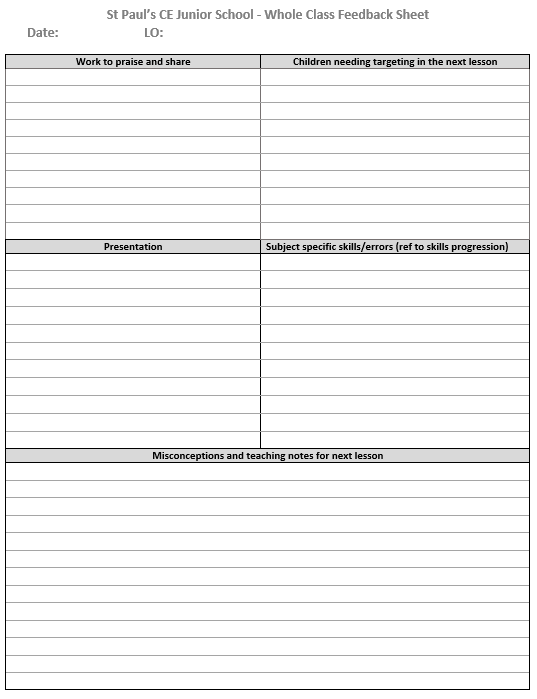 St Paul's CE Junior School - Whole Class Feedback Sheet
Date: LO:
Work to praise and share Children needing targeting in the next lesson
Presentation Subject specific skills/errors (ref to skills progression)
Misconceptions and teaching notes for next lesson